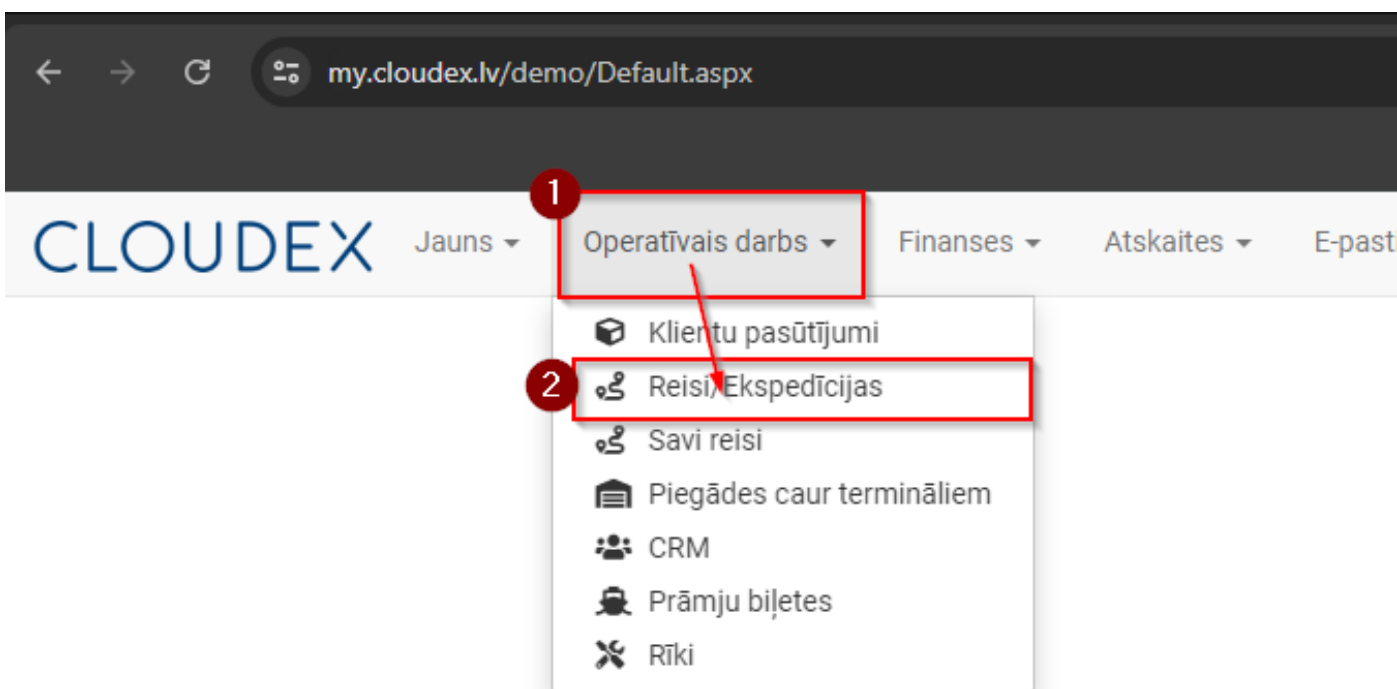 my.cloudex.lv/demo/Default.aspx
1
CLOUDEX Jauns Operatīvais darbs Finanses Atskaites E-past
Klientu pasūtījumi
2 Reisi/Ekspedīcijas
Savi reisi
Piegādes caur termināliem
CRM
Prāmju biļetes
Rīki